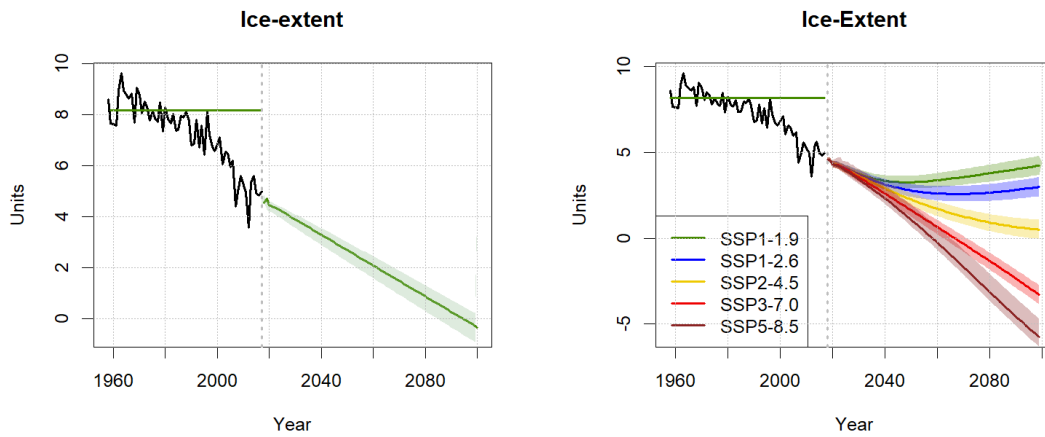 Ice-extent
Units
10
8
6
4
2
0
1960 2000 2040 2080
Year
Ice-Extent
Units
10
5
0
-5
SSP1-1.9
SSP1-2.6
SSP2-4.5
SSP3-7.0
SSP5-8.5
1960 2000 2040 2080
Year